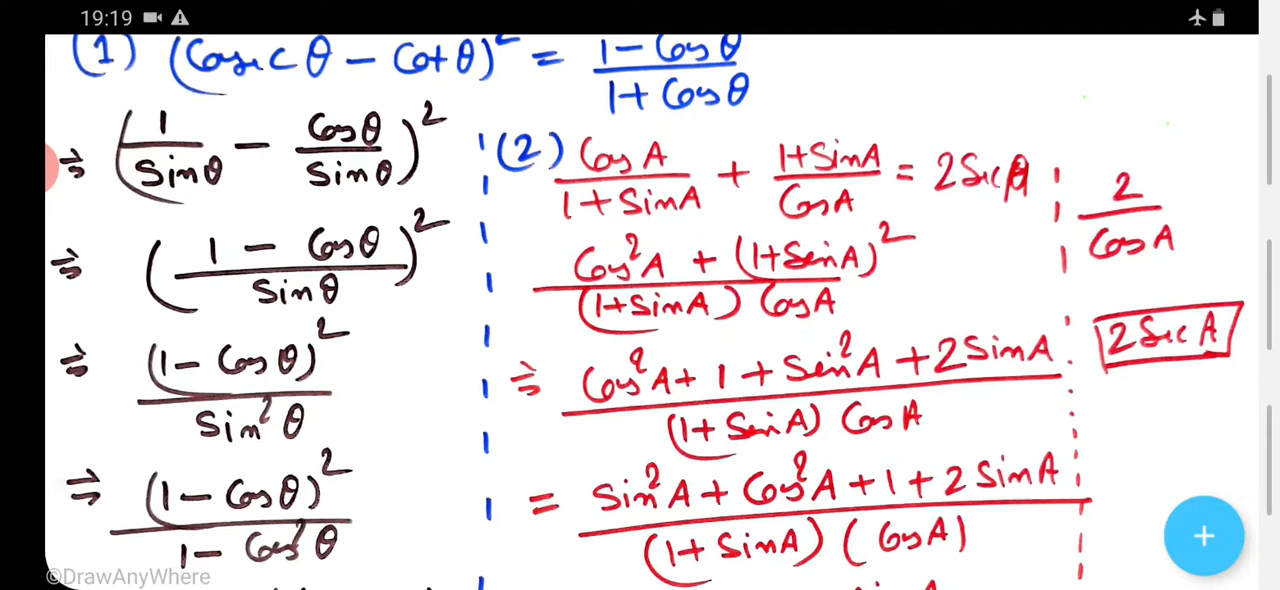 19:19
(1) (Cosec θ - Cot θ)² = (1 - Cos θ)/(1 + Cos θ)
⇒ (1/Sin θ - Cos θ/Sin θ)²
⇒ ((1 - Cos θ)/Sin θ)²
⇒ (1 - Cos θ)²/Sin² θ
⇒ (1 - Cos θ)²/(1 - Cos² θ)
(2) Cos A/(1 + Sin A) + (1 + Sin A)/Cos A = 2 Sec
(Cos² A + (1 + Sin A)²)/((1 + Sin A) Cos A)
⇒ (Cos² A + 1 + Sin² A + 2 Sin A)/((1 + Sin A) Cos A)
= (Sin² A + Cos² A + 1 + 2 Sin A)/((1 + Sin A) (Cos A))
2/Cos A
2 Sec A
©DrawAnyWhere